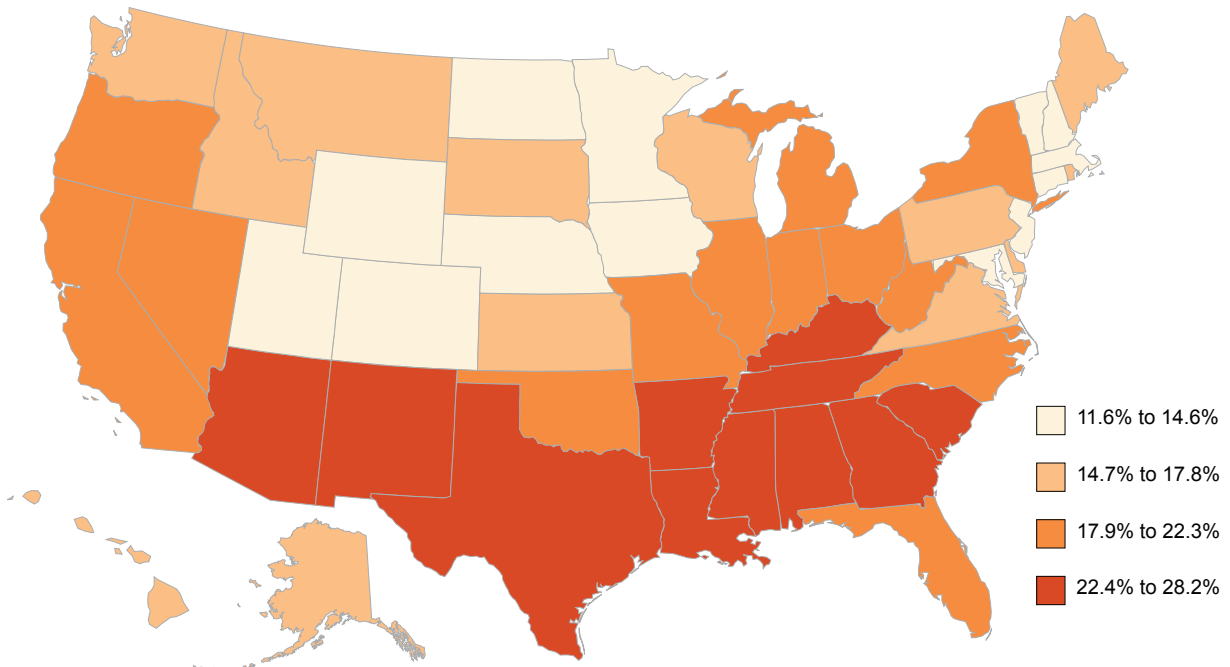 11.6% to 14.6%
14.7% to 17.8%
17.9% to 22.3%
22.4% to 28.2%